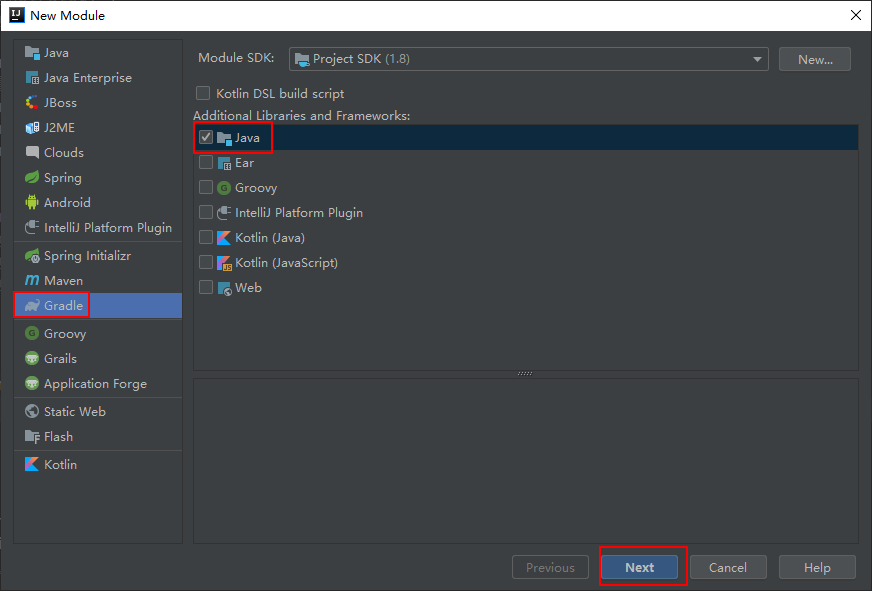 New Module
Java
Java Enterprise
JBoss
J2ME
Clouds
Spring
Android
IntelliJ Platform Plugin
Spring Initializr
Maven
Gradle
Groovy
Grails
Application Forge
Static Web
Flash
Kotlin
Module SDK:
Project SDK (1.8)
New...
Kotlin DSL build script
Additional Libraries and Frameworks:
Java
Ear
Groovy
IntelliJ Platform Plugin
Kotlin (Java)
Kotlin (JavaScript)
Web
Previous
Next
Cancel
Help